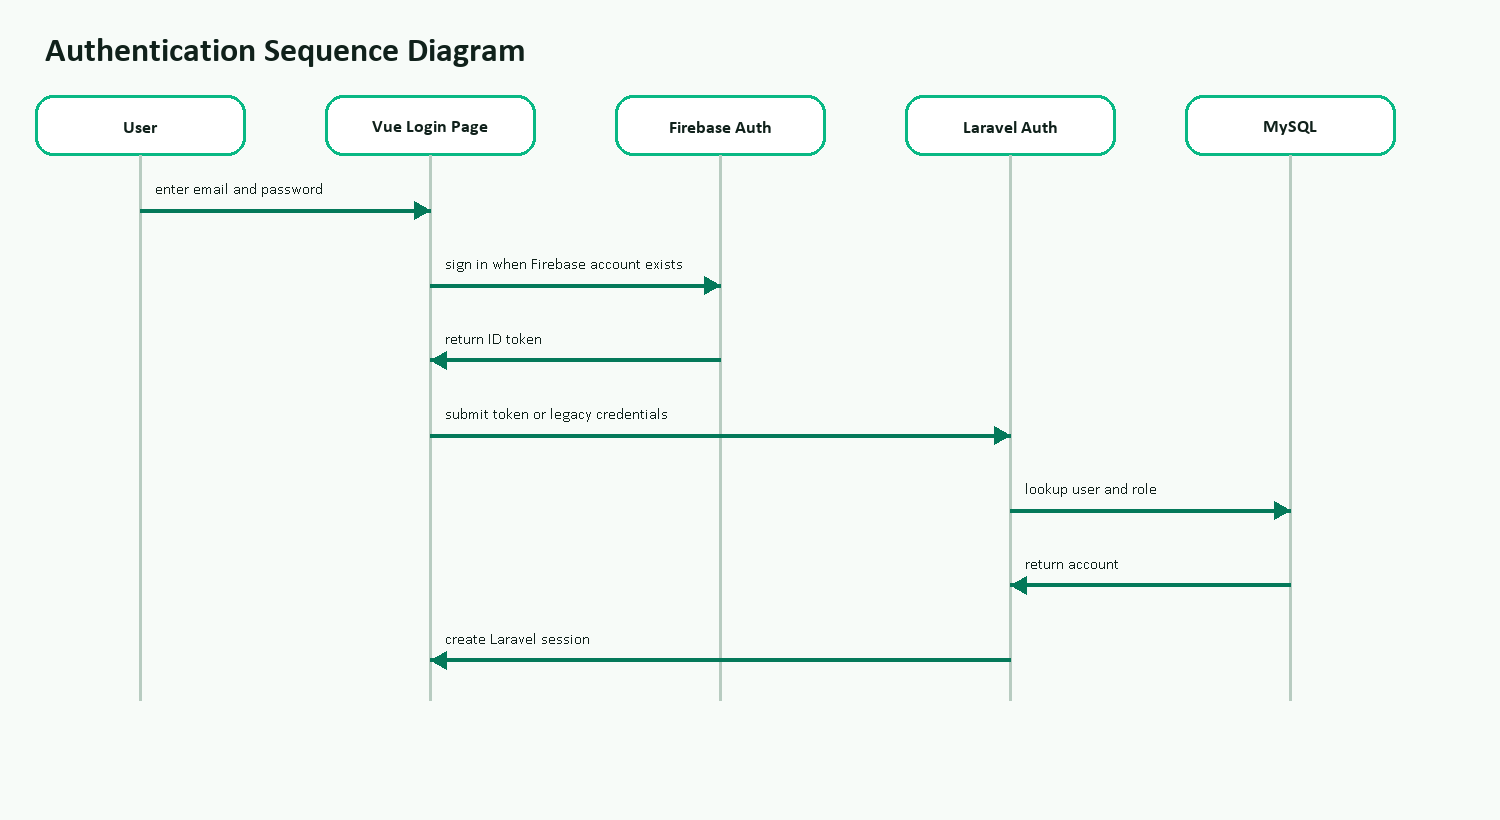 Authentication Sequence Diagram
User
Vue Login Page
Firebase Auth
Laravel Auth
MySQL
enter email and password
sign in when Firebase account exists
return ID token
submit token or legacy credentials
lookup user and role
return account
create Laravel session